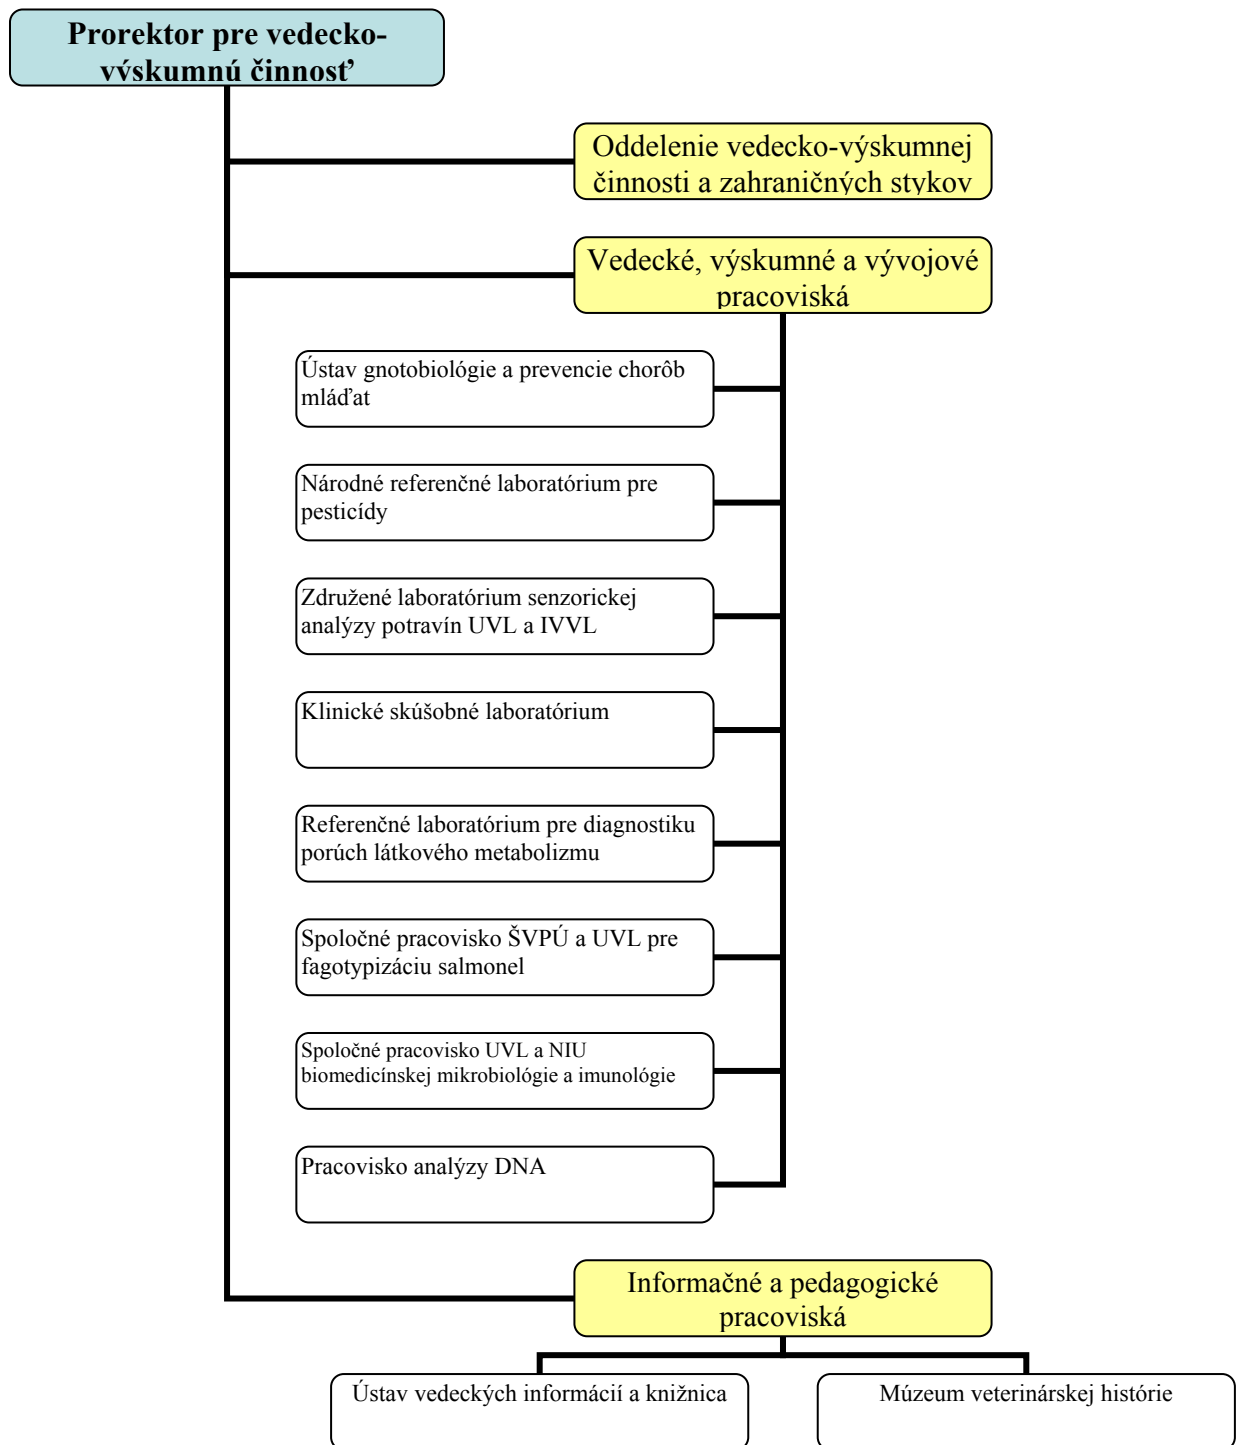 Prorektor pre vedecko-
výskumnú činnosť
Oddelenie vedecko-výskumnej
činnosti a zahraničných stykov
Vedecké, výskumné a vývojové
pracoviská
Ústav gnotobiológie a prevencie chorôb
mláďat
Národné referenčné laboratórium pre
pesticídy
Združené laboratórium senzorickej
analýzy potravín UVL a IVVL
Klinické skúšobné laboratórium
Referenčné laboratórium pre diagnostiku
porúch látkového metabolizmu
Spoločné pracovisko ŠVPÚ a UVL pre
fagotypizáciu salmonel
Spoločné pracovisko UVL a NIU
biomedicínskej mikrobiológie a imunológie
Pracovisko analýzy DNA
Informačné a pedagogické
pracoviská
Ústav vedeckých informácií a knižnica
Múzeum veterinárskej histórie